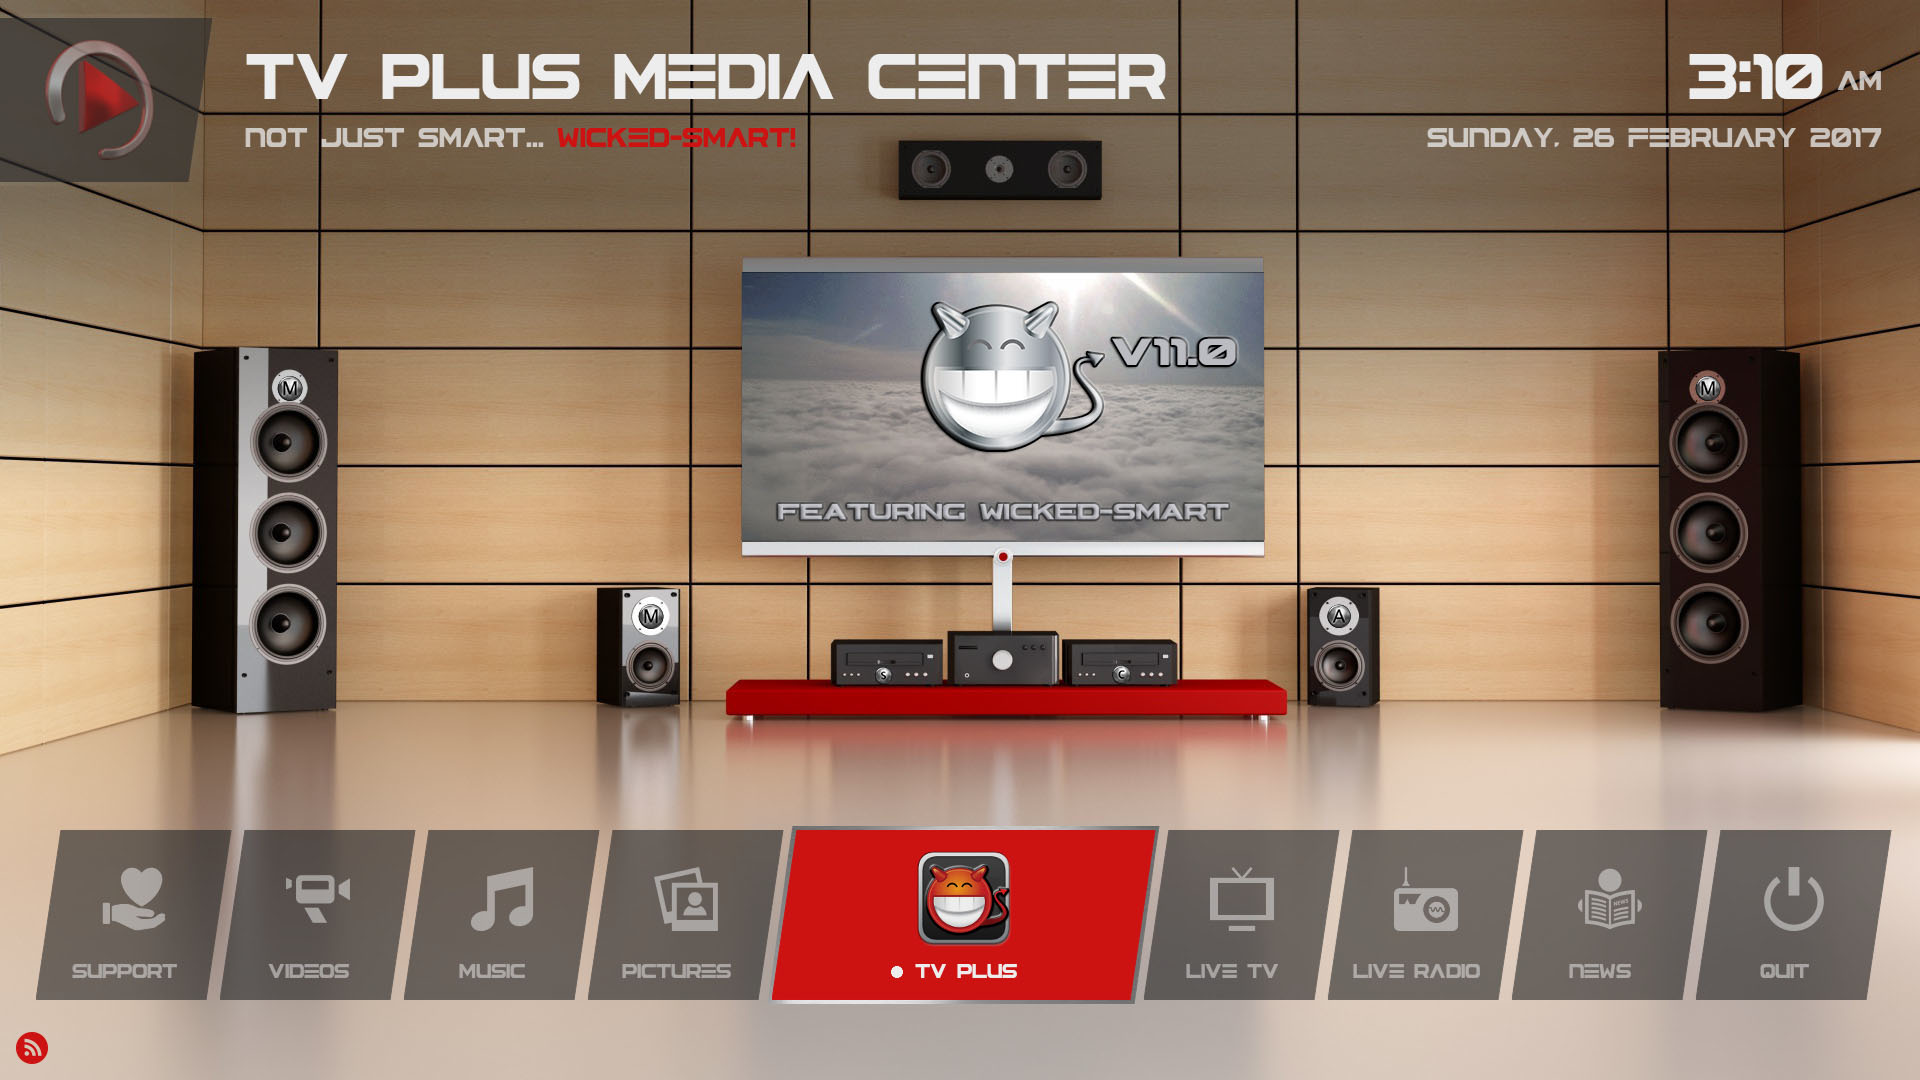 TV PLUS MEDIA CENTER
3:10 AM
NOT JUST SMART... WICKED-SMART!
SUNDAY, 26 FEBRUARY 2017
V11.0
M
M
FEATURING WICKED-SMART
M
A
S
C
SUPPORT
VIDEOS
MUSIC
PICTURES
TV PLUS
LIVE TV
LIVE RADIO
NEWS
NEWS
QUIT